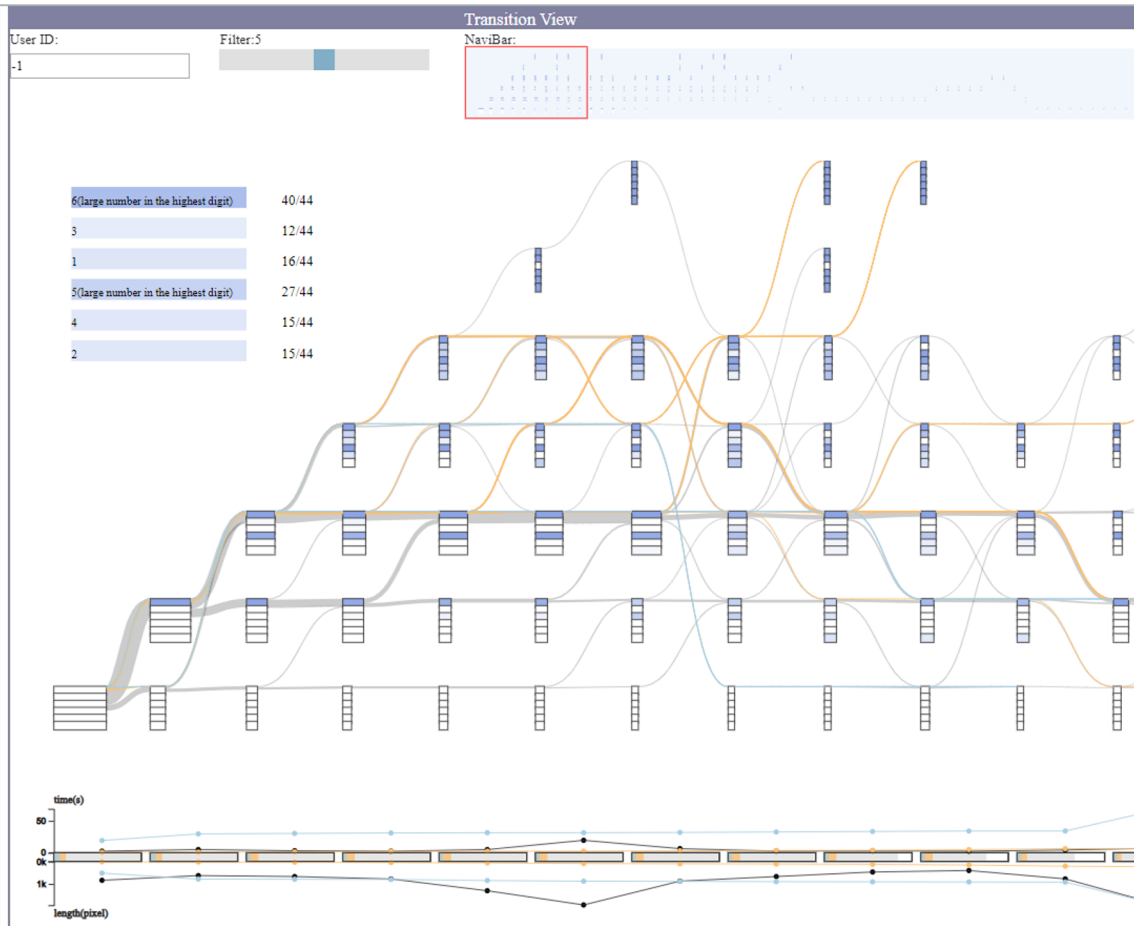 Transition View
User ID:
Filter:5
NaviBar:
-1
6(large number in the highest digit) 40/44
3 12/44
1 16/44
5(large number in the highest digit) 27/44
4 15/44
2 15/44
time(s)
50
0
0k
1k
length(pixel)